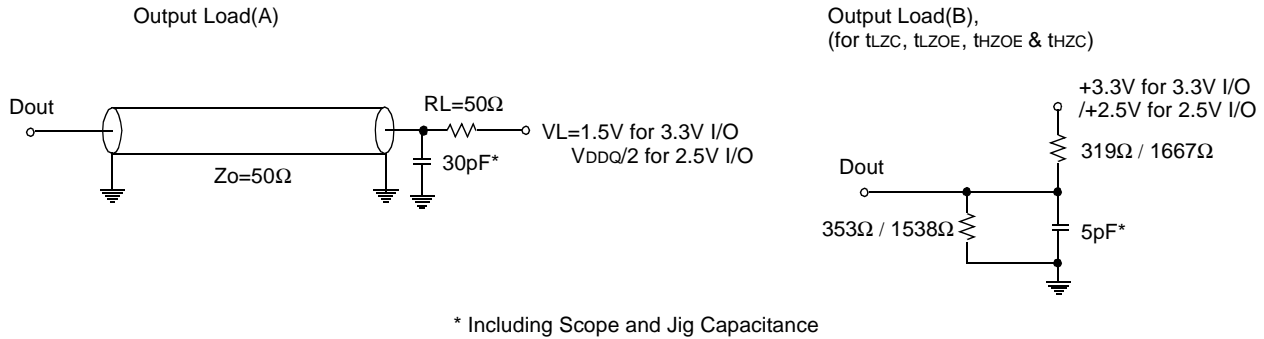 Output Load(A)
Dout
Zo=50Ω
RL=50Ω
30pF*
VL=1.5V for 3.3V I/O
VDDQ/2 for 2.5V I/O
Output Load(B),
(for tLZC, tLZOE, tHZOE & tHZC)
+3.3V for 3.3V I/O
/+2.5V for 2.5V I/O
319Ω / 1667Ω
Dout
353Ω / 1538Ω
5pF*
* Including Scope and Jig Capacitance